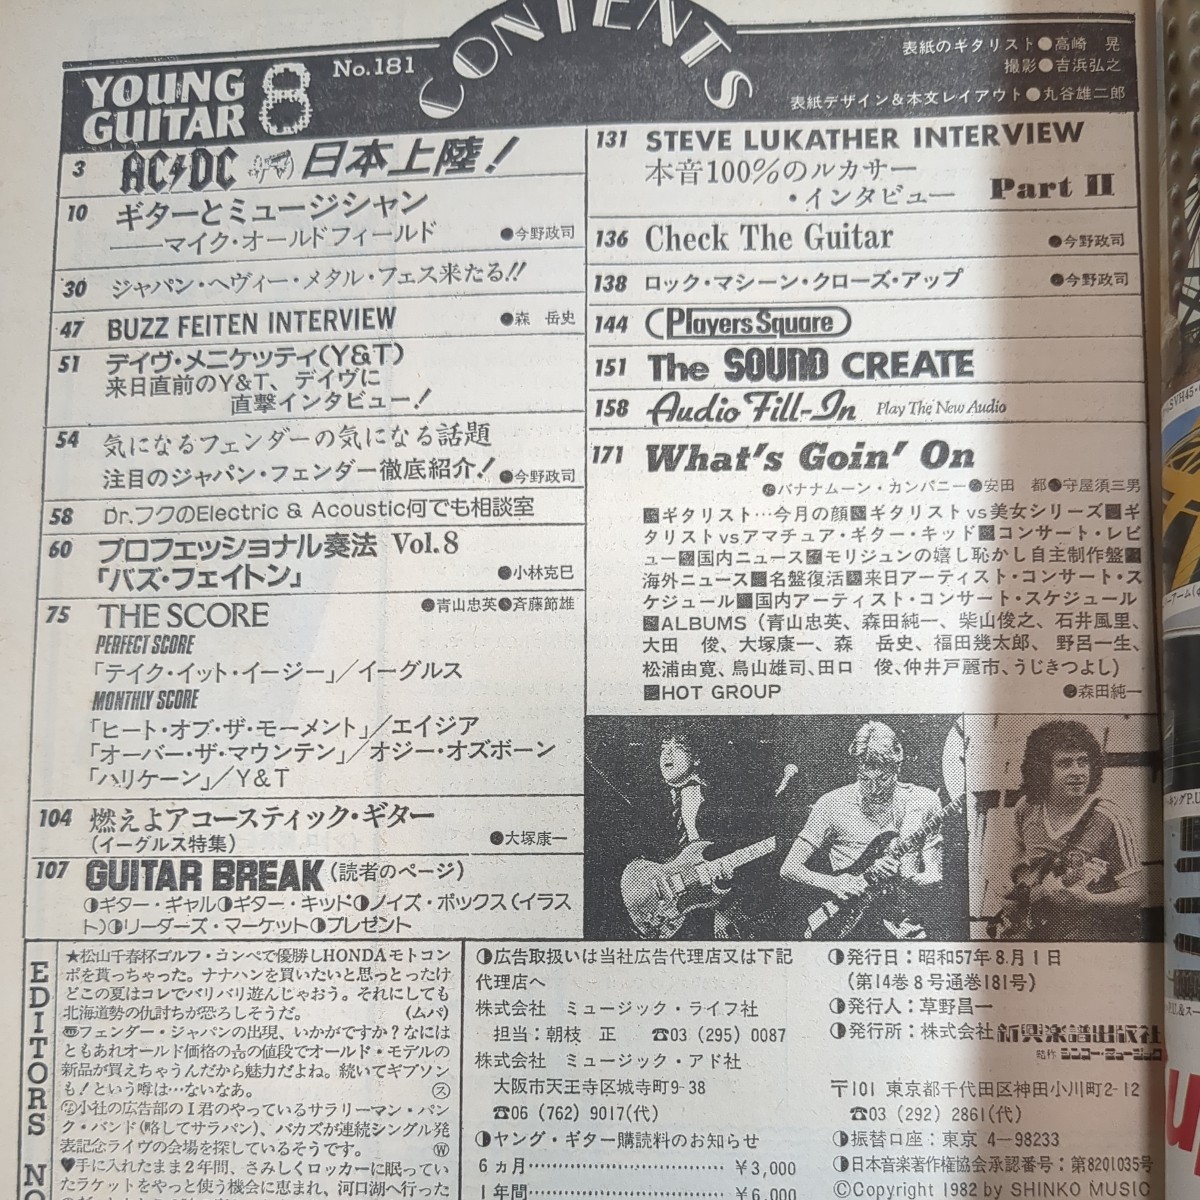 CONTENTS
YOUNG GUITAR 8 No.181
表紙のギタリスト●高崎 晃
撮影●吉浜弘之
表紙デザイン&本文レイアウト●丸谷雄二郎
3 AC⚡DC 日本上陸!
10 ギターとミュージシャン
——マイク・オールドフィールド ●今野政司
30 ジャパン・ヘヴィー・メタル・フェス来たる!!
47 BUZZ FEITEN INTERVIEW ●森 岳史
51 デイヴ・メニケッティ(Y&T)
来日直前のY&T、デイヴに
直撃インタビュー!
54 気になるフェンダーの気になる話題
注目のジャパン・フェンダー徹底紹介! ●今野政司
58 Dr.フクのElectric & Acoustic何でも相談室
60 プロフェッショナル奏法 Vol.8
「バズ・フェイトン」 ●小林克巳
75 THE SCORE ●青山忠英●斉藤節雄
PERFECT SCORE
「テイク・イット・イージー」/イーグルス
MONTHLY SCORE
「ヒート・オブ・ザ・モーメント」/エイジア
「オーバー・ザ・マウンテン」/オジー・オズボーン
「ハリケーン」/Y&T
104 燃えよアコースティック・ギター
(イーグルス特集) ●大塚康一
107 GUITAR BREAK (読者のページ)
◑ギター・ギャル◑ギター・キッド◑ノイズ・ボックス(イラス
ト)◑リーダーズ・マーケット◑プレゼント
131 STEVE LUKATHER INTERVIEW
本音100%のルカサー
・インタビュー Part II
136 Check The Guitar ●今野政司
138 ロック・マシーン・クローズ・アップ ●今野政司
144 Players Square
151 The SOUND CREATE
158 Audio Fill-In Play The New Audio
171 What's Goin' On
●バナナムーン・カンパニー●安田 都●守屋須三男
ギタリスト…今月の顔 ギタリストvs美女シリーズ ギ
タリストvsアマチュア・ギター・キッド コンサート・レビ
ュー 国内ニュース モリジュンの嬉し恥かし自主制作盤
海外ニュース 名盤復活 来日アーティスト・コンサート・ス
ケジュール 国内アーティスト・コンサート・スケジュール
ALBUMS (青山忠英、森田純一、柴山俊之、石井風里、
大田 俊、大塚康一、森 岳史、福田幾太郎、野呂一生、
松浦由寛、鳥山雄司、田口 俊、仲井戸麗市、うじきつよし)
HOT GROUP ●森田純一
EDITORS NO
★松山千春杯ゴルフ・コンペで優勝しHONDAモトコン
ポを貰っちゃった。ナナハンを買いたいと思っとったけ
どこの夏はコレでバリバリ遊んじゃおう。それにしても
北海道勢の仇討ちが恐ろしそうだ。 (ムパ)
フェンダー・ジャパンの出現、いかがですか?なには
ともあれオールド価格の の値段でオールド・モデルの
新品が買えちゃうんだから魅力だよね。続いてギブソン
も!という噂は…ないなあ。 ㋜
小社の広告部のI君のやっているサラリーマン・パン
ク・バンド(略してサラパン)、バカズが連続シングル発
表記念ライヴの会場を探しているそうです。 Ⓦ
♥手に入れたまま2年間、さみしくロッカーに眠ってい
たラケットをやっと使う機会に恵まれ、河口湖へ行った
◑広告取扱いは当社広告代理店又は下記
代理店へ
株式会社 ミュージック・ライフ社
担当:朝枝 正 ☎03(295)0087
株式会社 ミュージック・アド社
大阪市天王寺区城寺町9-38
☎06(762)9017(代)
◑ヤング・ギター購読料のお知らせ
6ヵ月……¥3,000
1年間……¥6,000
◑発行日:昭和57年8月1日
(第14巻8号通巻181号)
◑発行人:草野昌一
◑発行所:株式会社新興楽譜出版社
略称 シンコー・ミュージック
〒101 東京都千代田区神田小川町2-12
☎03(292)2861(代)
◑振替口座:東京4-98233
◑日本音楽著作権協会承認番号:第8201035号
©Copyright 1982 by SHINKO MUSIC